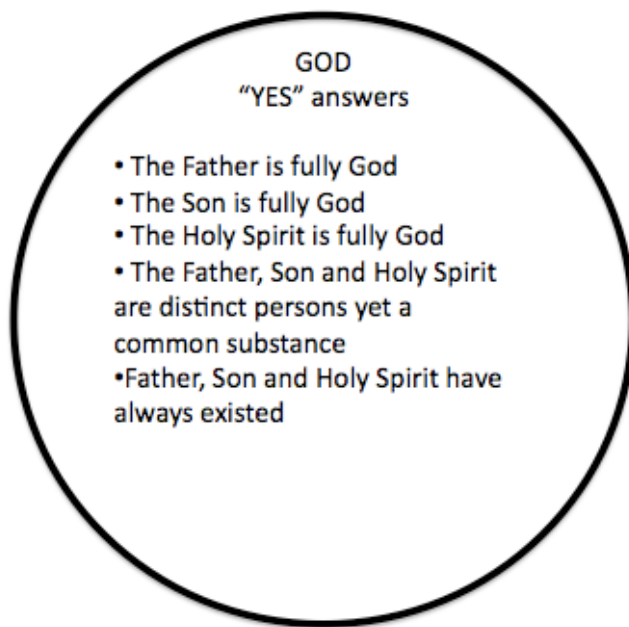 GOD
“YES” answers
• The Father is fully God
• The Son is fully God
• The Holy Spirit is fully God
• The Father, Son and Holy Spirit
are distinct persons yet a
common substance
•Father, Son and Holy Spirit have
always existed